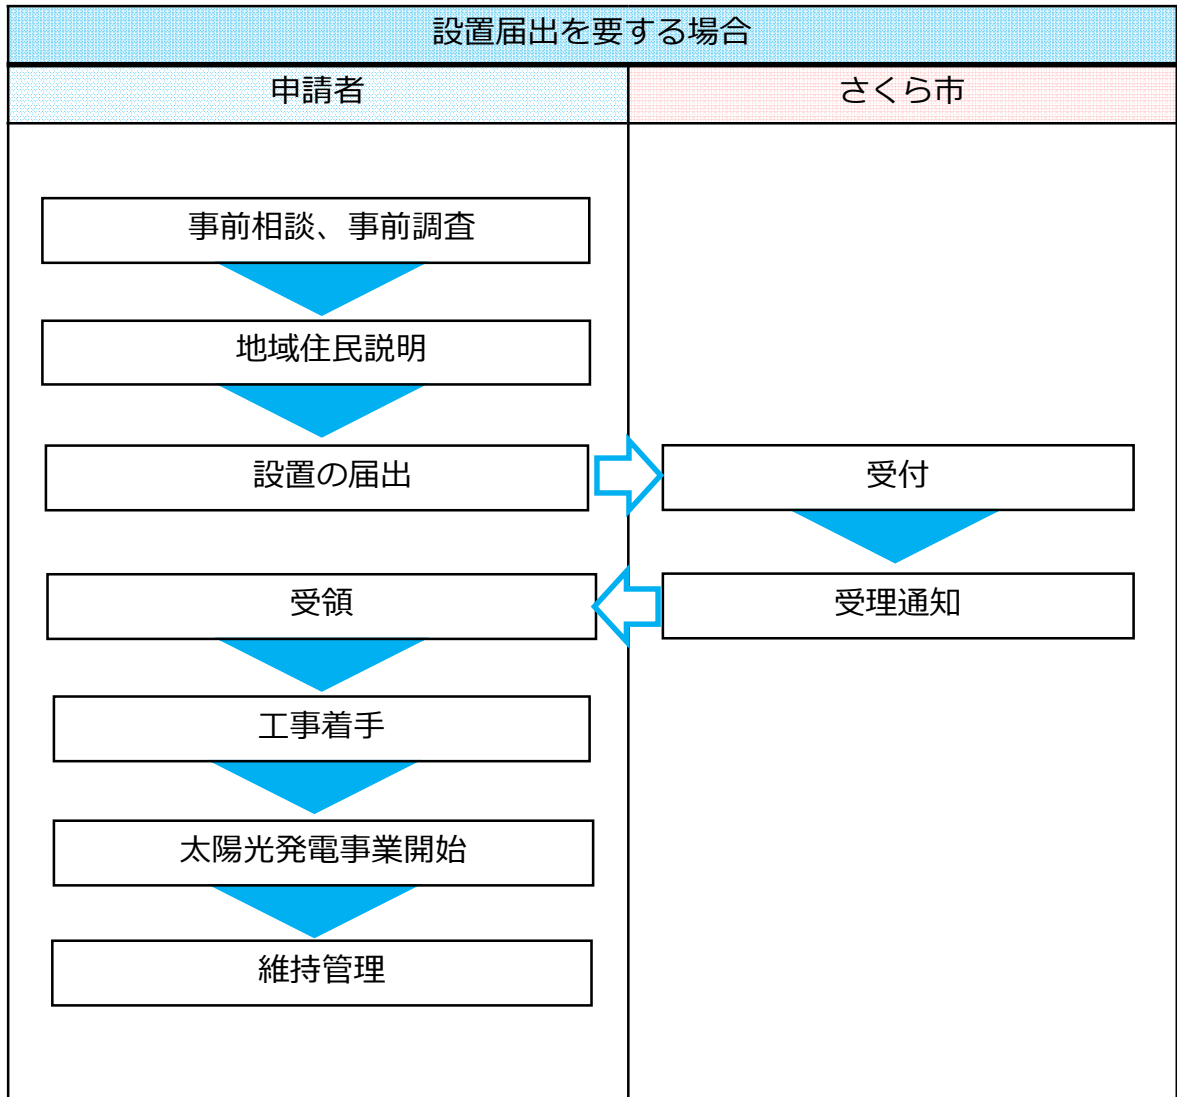 設置届出を要する場合
申請者
さくら市
事前相談、事前調査
地域住民説明
設置の届出
受付
受領
受理通知
工事着手
太陽光発電事業開始
維持管理